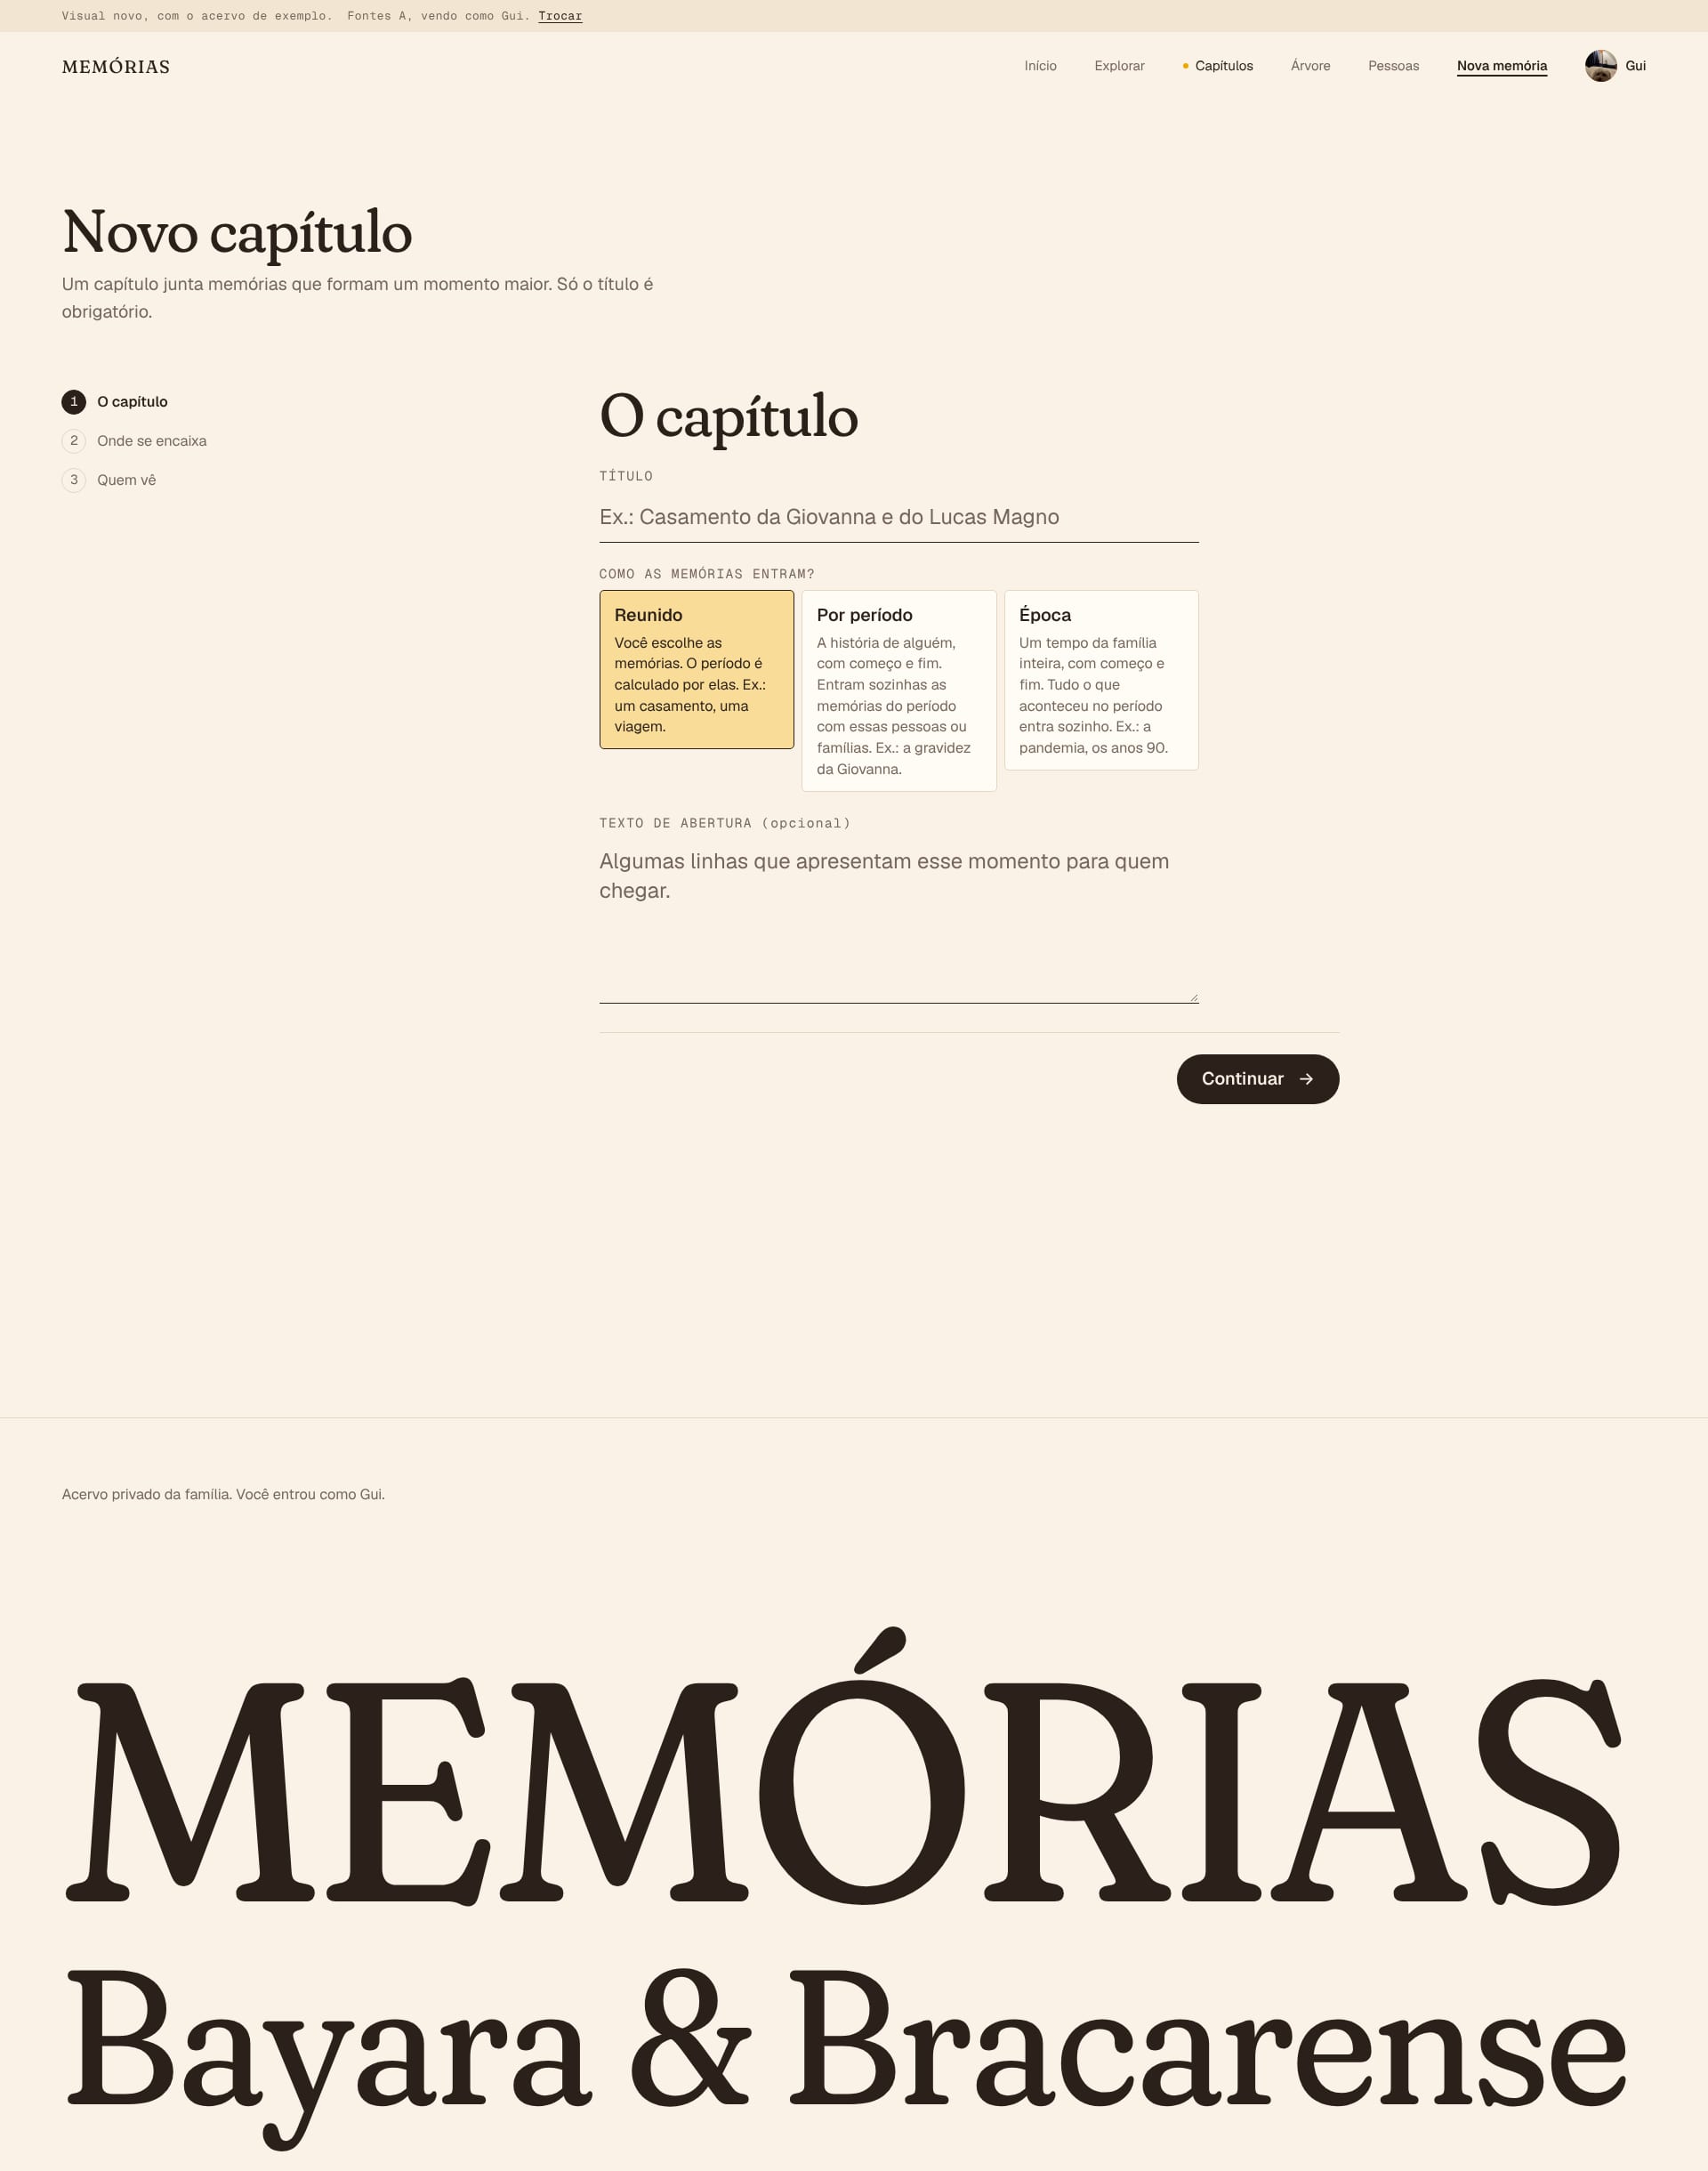 Visual novo, com o acervo de exemplo. Fontes A, vendo como Gui. Trocar
MEMÓRIAS
Início
Explorar
Capítulos
Árvore
Pessoas
Nova memória
Gui
Novo capítulo
Um capítulo junta memórias que formam um momento maior. Só o título é
obrigatório.
1 O capítulo
2 Onde se encaixa
3 Quem vê
O capítulo
TÍTULO
Ex.: Casamento da Giovanna e do Lucas Magno
COMO AS MEMÓRIAS ENTRAM?
Reunido
Você escolhe as
memórias. O período é
calculado por elas. Ex.:
um casamento, uma
viagem.
Por período
A história de alguém,
com começo e fim.
Entram sozinhas as
memórias do período
com essas pessoas ou
famílias. Ex.: a gravidez
da Giovanna.
Época
Um tempo da família
inteira, com começo e
fim. Tudo o que
aconteceu no período
entra sozinho. Ex.: a
pandemia, os anos 90.
TEXTO DE ABERTURA (opcional)
Algumas linhas que apresentam esse momento para quem
chegar.
Continuar →
Acervo privado da família. Você entrou como Gui.
MEMÓRIAS
Bayara & Bracarense